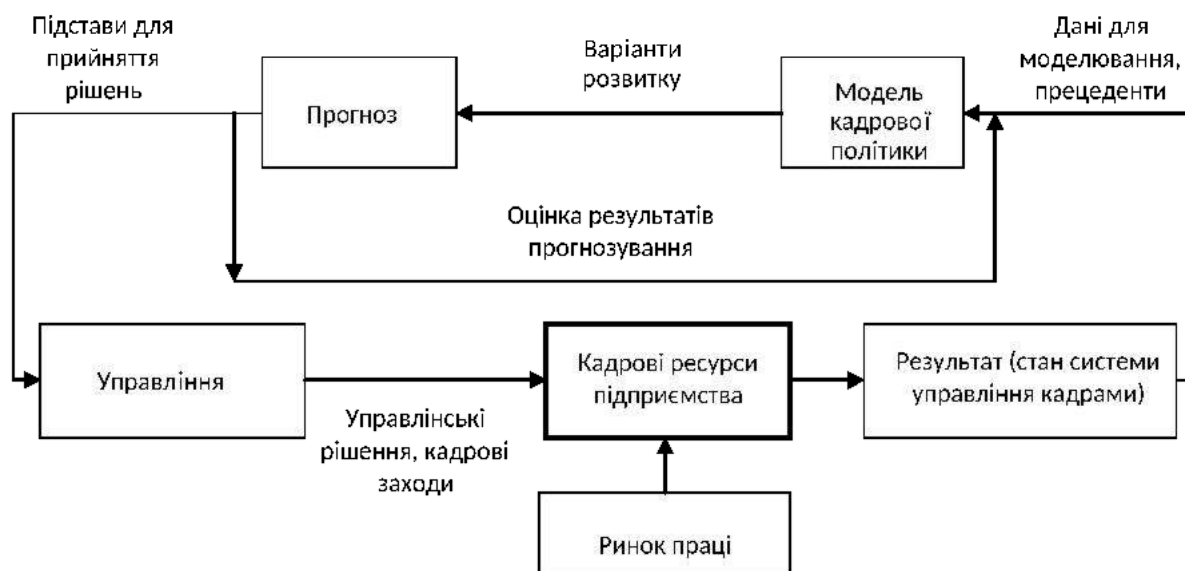 Підстави для
прийняття
рішень
Прогноз
Варіанти
розвитку
Модель
кадрової
політики
Дані для
моделювання,
прецеденти
Оцінка результатів
прогнозування
Управління
Управлінські
рішення, кадрові
заходи
Кадрові ресурси
підприємства
Результат (стан системи
управління кадрами)
Ринок праці